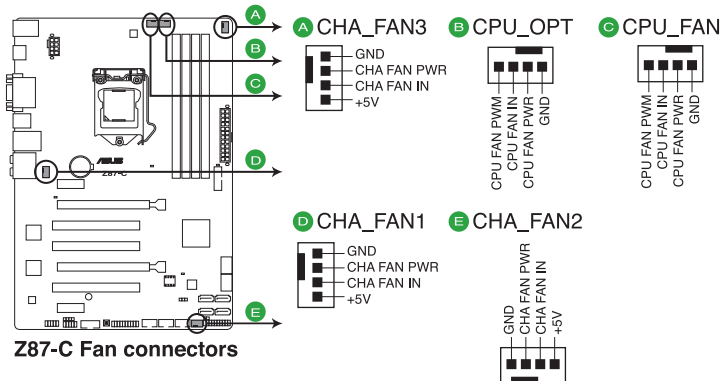 A
B
C
D
E
A CHA_FAN3
GND
CHA FAN PWR
CHA FAN IN
+5V
B CPU_OPT
CPU FAN PWM
CPU FAN IN
CPU FAN PWR
GND
C CPU_FAN
CPU FAN PWM
CPU FAN IN
CPU FAN PWR
GND
/ISUS
Z87-C
D CHA_FAN1
GND
CHA FAN PWR
CHA FAN IN
+5V
E CHA_FAN2
GND
CHA FAN PWR
CHA FAN IN
+5V
Z87-C Fan connectors